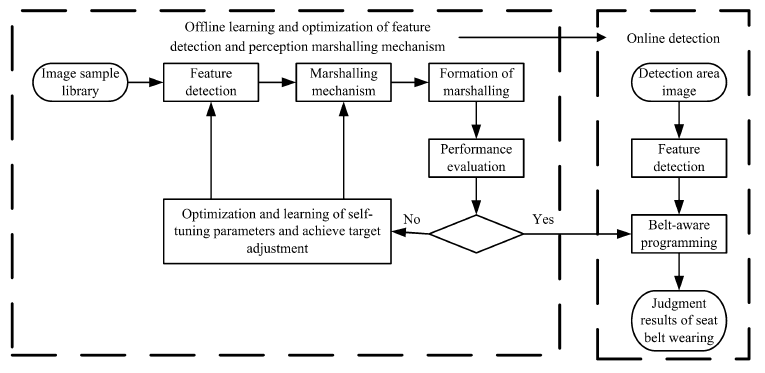 Offline learning and optimization of feature
detection and perception marshalling mechanism
Online detection
Image sample
library
Feature
detection
Marshalling
mechanism
Formation of
marshalling
Detection area
image
Performance
evaluation
Feature
detection
Optimization and learning of self-
tuning parameters and achieve target
adjustment
No
Yes
Belt-aware
programming
Judgment
results of seat
belt wearing